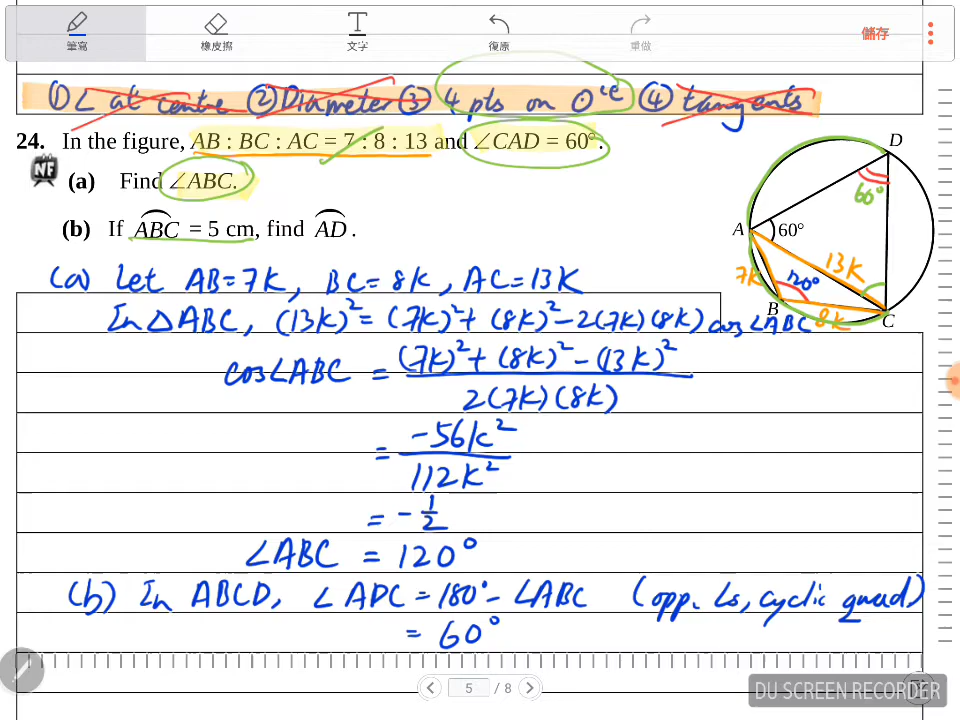 筆寫 橡皮擦 文字 復原 重做 儲存
① ∠ at centre ② Diameter ③ 4 pts on ⊙ce ④ tangents
24. In the figure, AB : BC : AC = 7 : 8 : 13 and ∠CAD = 60°.
NF (a) Find ∠ABC.
(b) If ABC = 5 cm, find AD .
D
60°
A 60°
7k 120° 13k
B 8k C
(a) Let AB=7k, BC=8k, AC=13k
In △ABC, (13k)² = (7k)² + (8k)² − 2(7k)(8k) cos∠ABC
cos∠ABC = (7k)² + (8k)² − (13k)²
2(7k)(8k)
= −56k²
112k²
= −1/2
∠ABC = 120°
(b) In ABCD, ∠ADC = 180° − ∠ABC (opp. ∠s, cyclic quad)
= 60°
5 / 8
DU SCREEN RECORDER